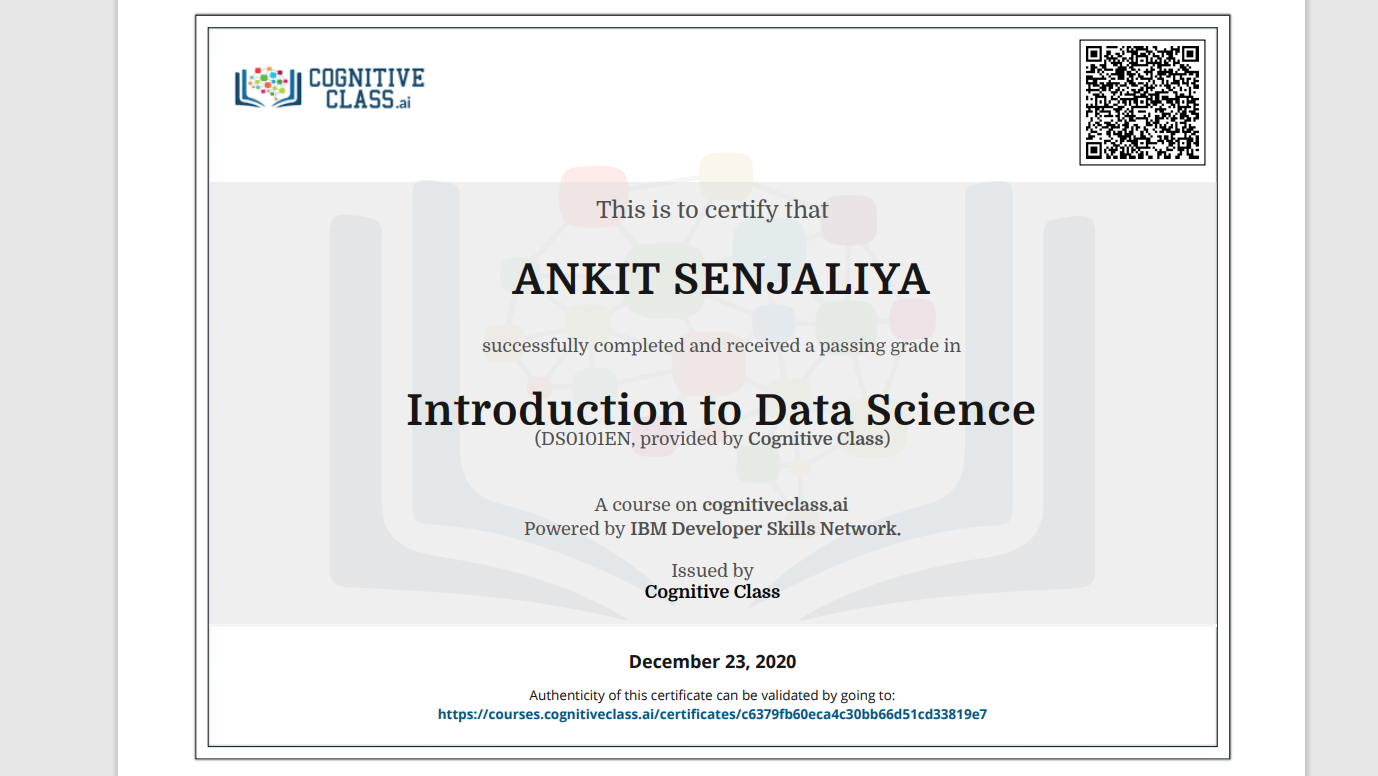 COGNITIVE
CLASS.ai
This is to certify that
ANKIT SENJALIYA
successfully completed and received a passing grade in
Introduction to Data Science
(DS0101EN, provided by Cognitive Class)
A course on cognitiveclass.ai
Powered by IBM Developer Skills Network.
Issued by
Cognitive Class
December 23, 2020
Authenticity of this certificate can be validated by going to:
https://courses.cognitiveclass.ai/certificates/c6379fb60eca4c30bb66d51cd33819e7